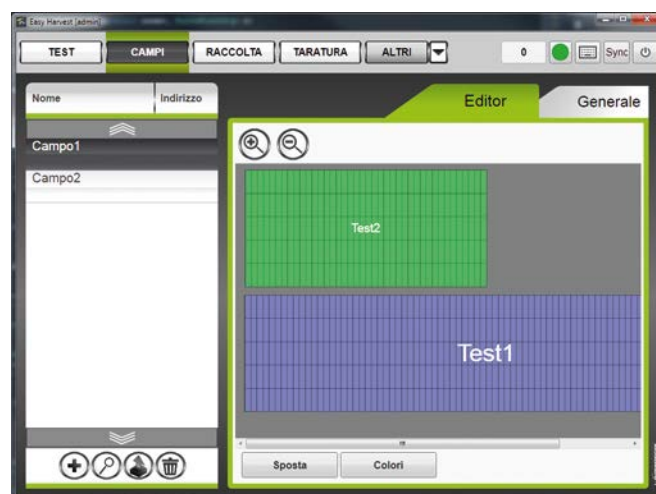 Easy Harvest [admin]
TEST CAMPI RACCOLTA TARATURA ALTRI 0 Sync
Nome Indirizzo
Editor Generale
Campo1
Campo2
Test2
Test1
Sposta Colori